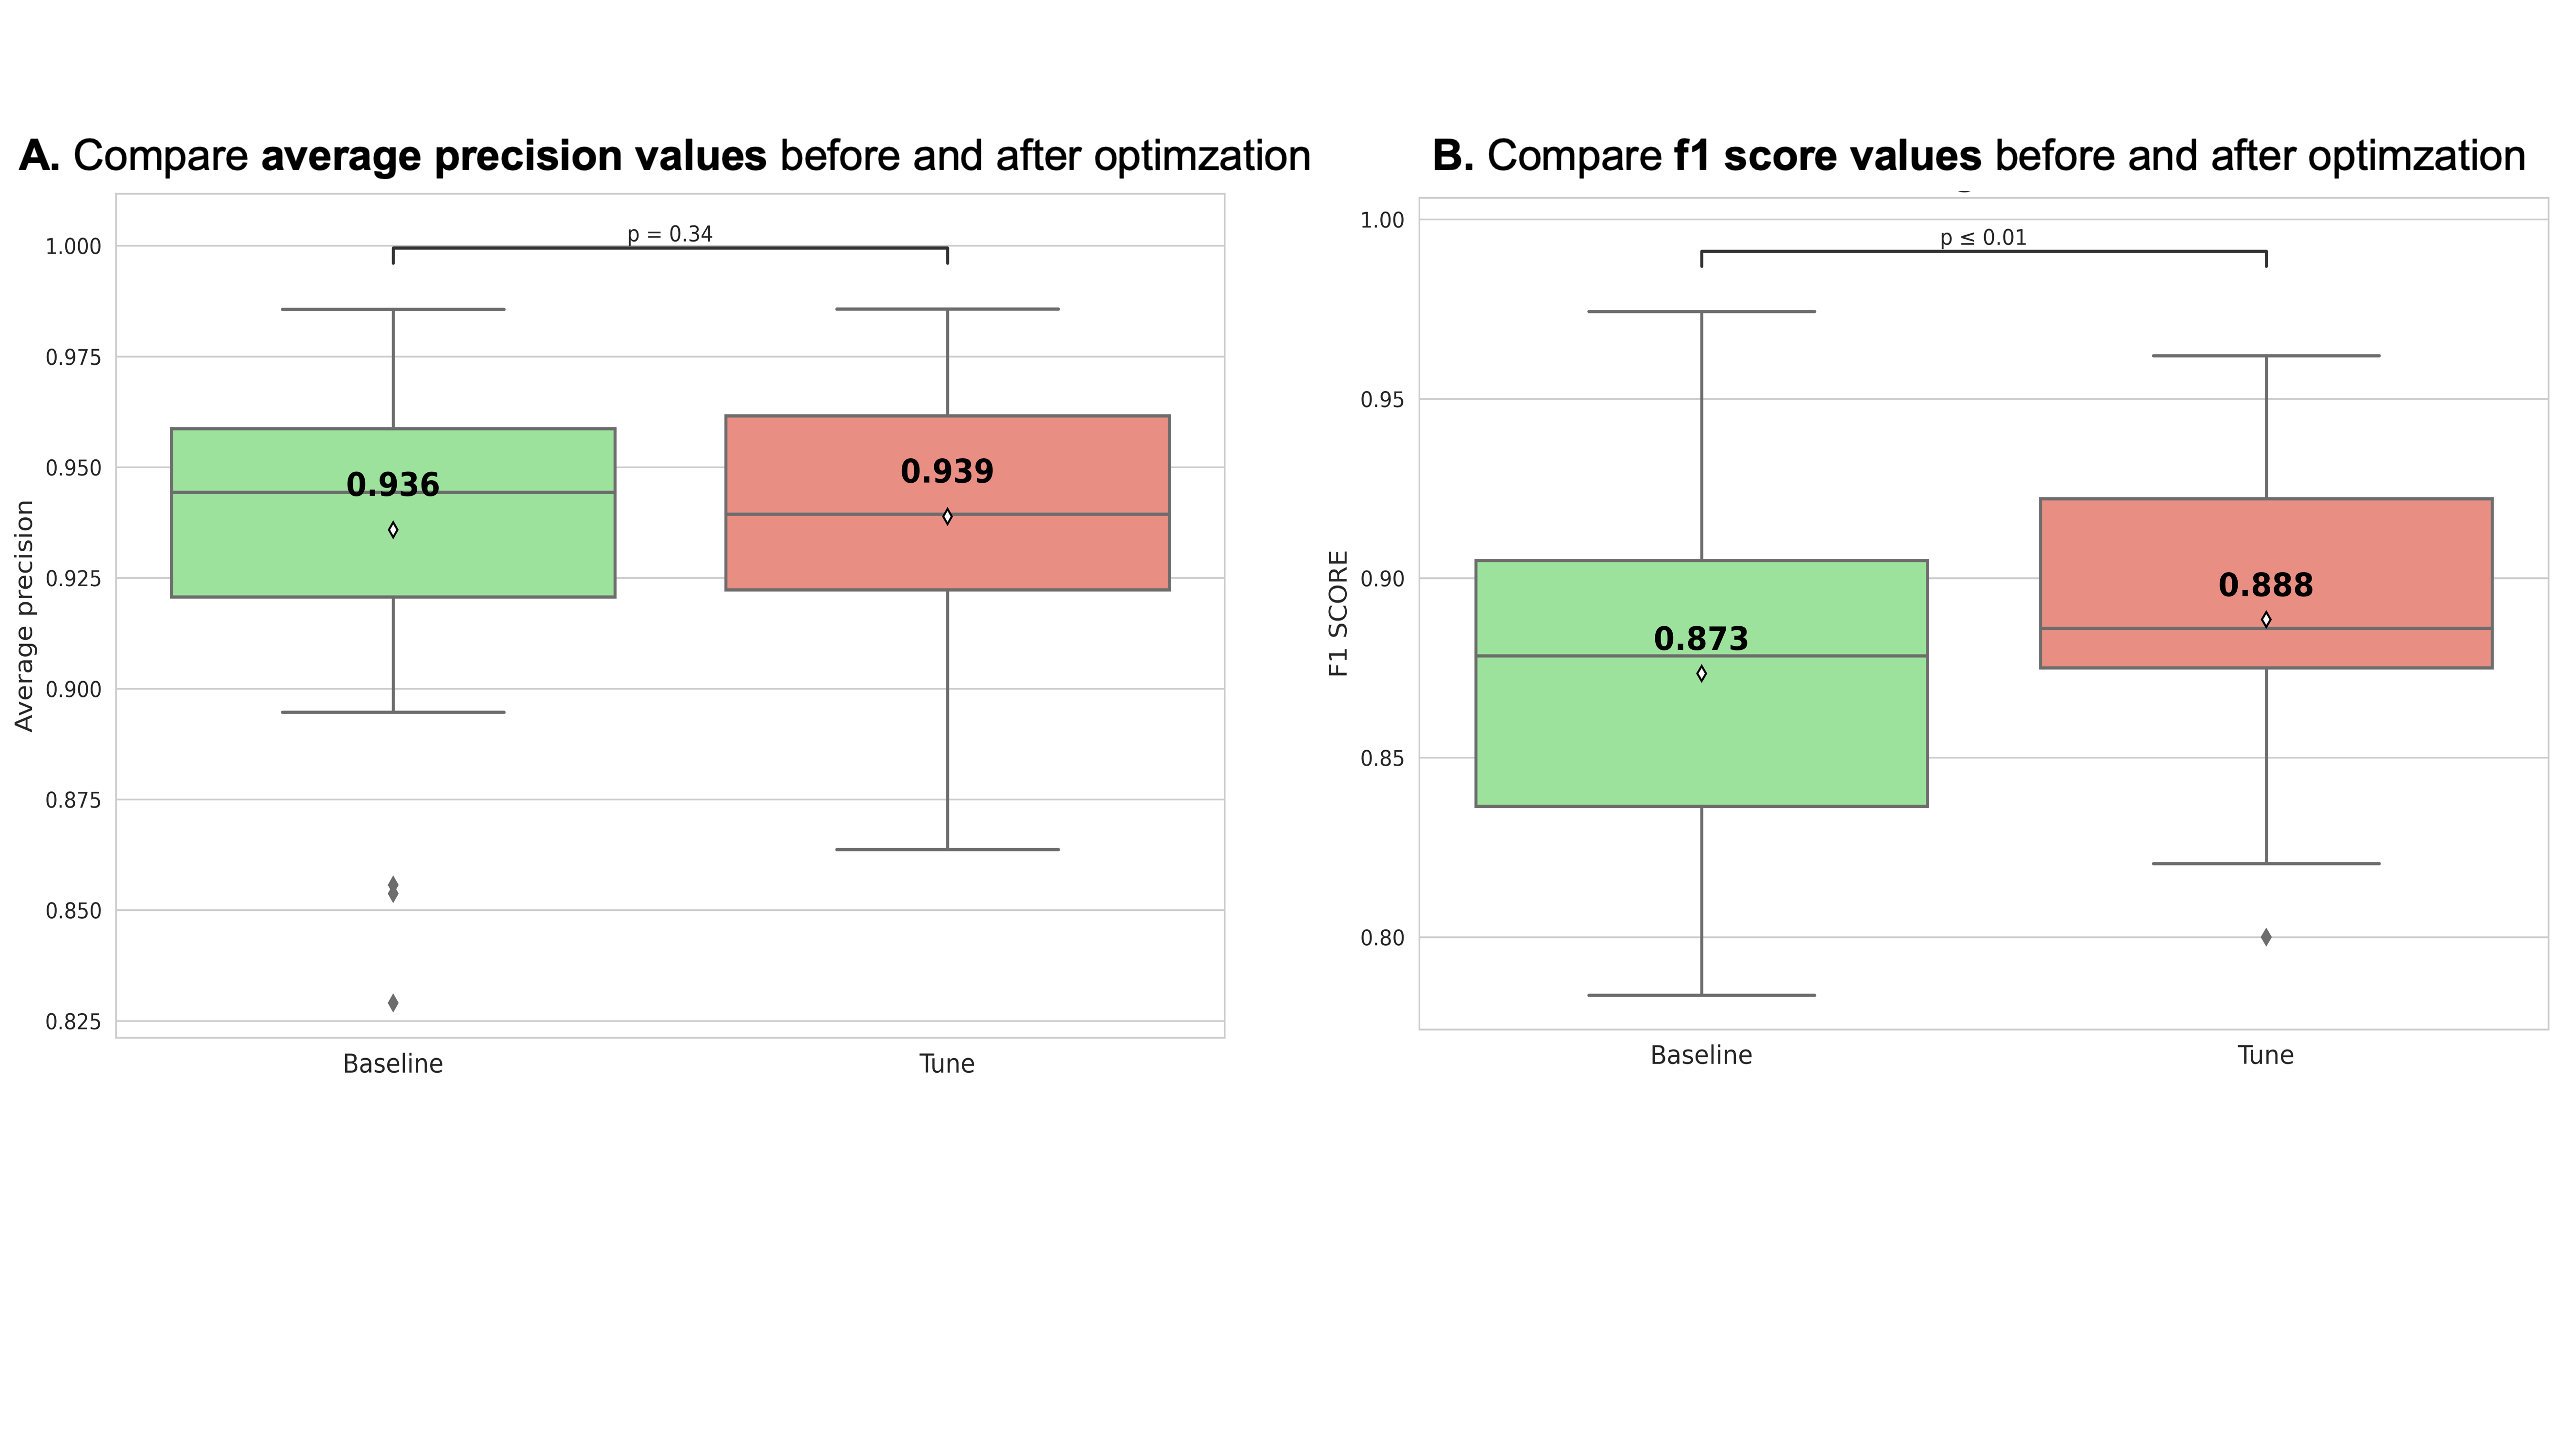 A. Compare average precision values before and after optimzation
p = 0.34
1.000
0.975
0.950
0.925
0.900
0.875
0.850
0.825
Average precision
0.936
0.939
Baseline
Tune
B. Compare f1 score values before and after optimzation
p ≤ 0.01
1.00
0.95
0.90
0.85
0.80
F1 SCORE
0.873
0.888
Baseline
Tune